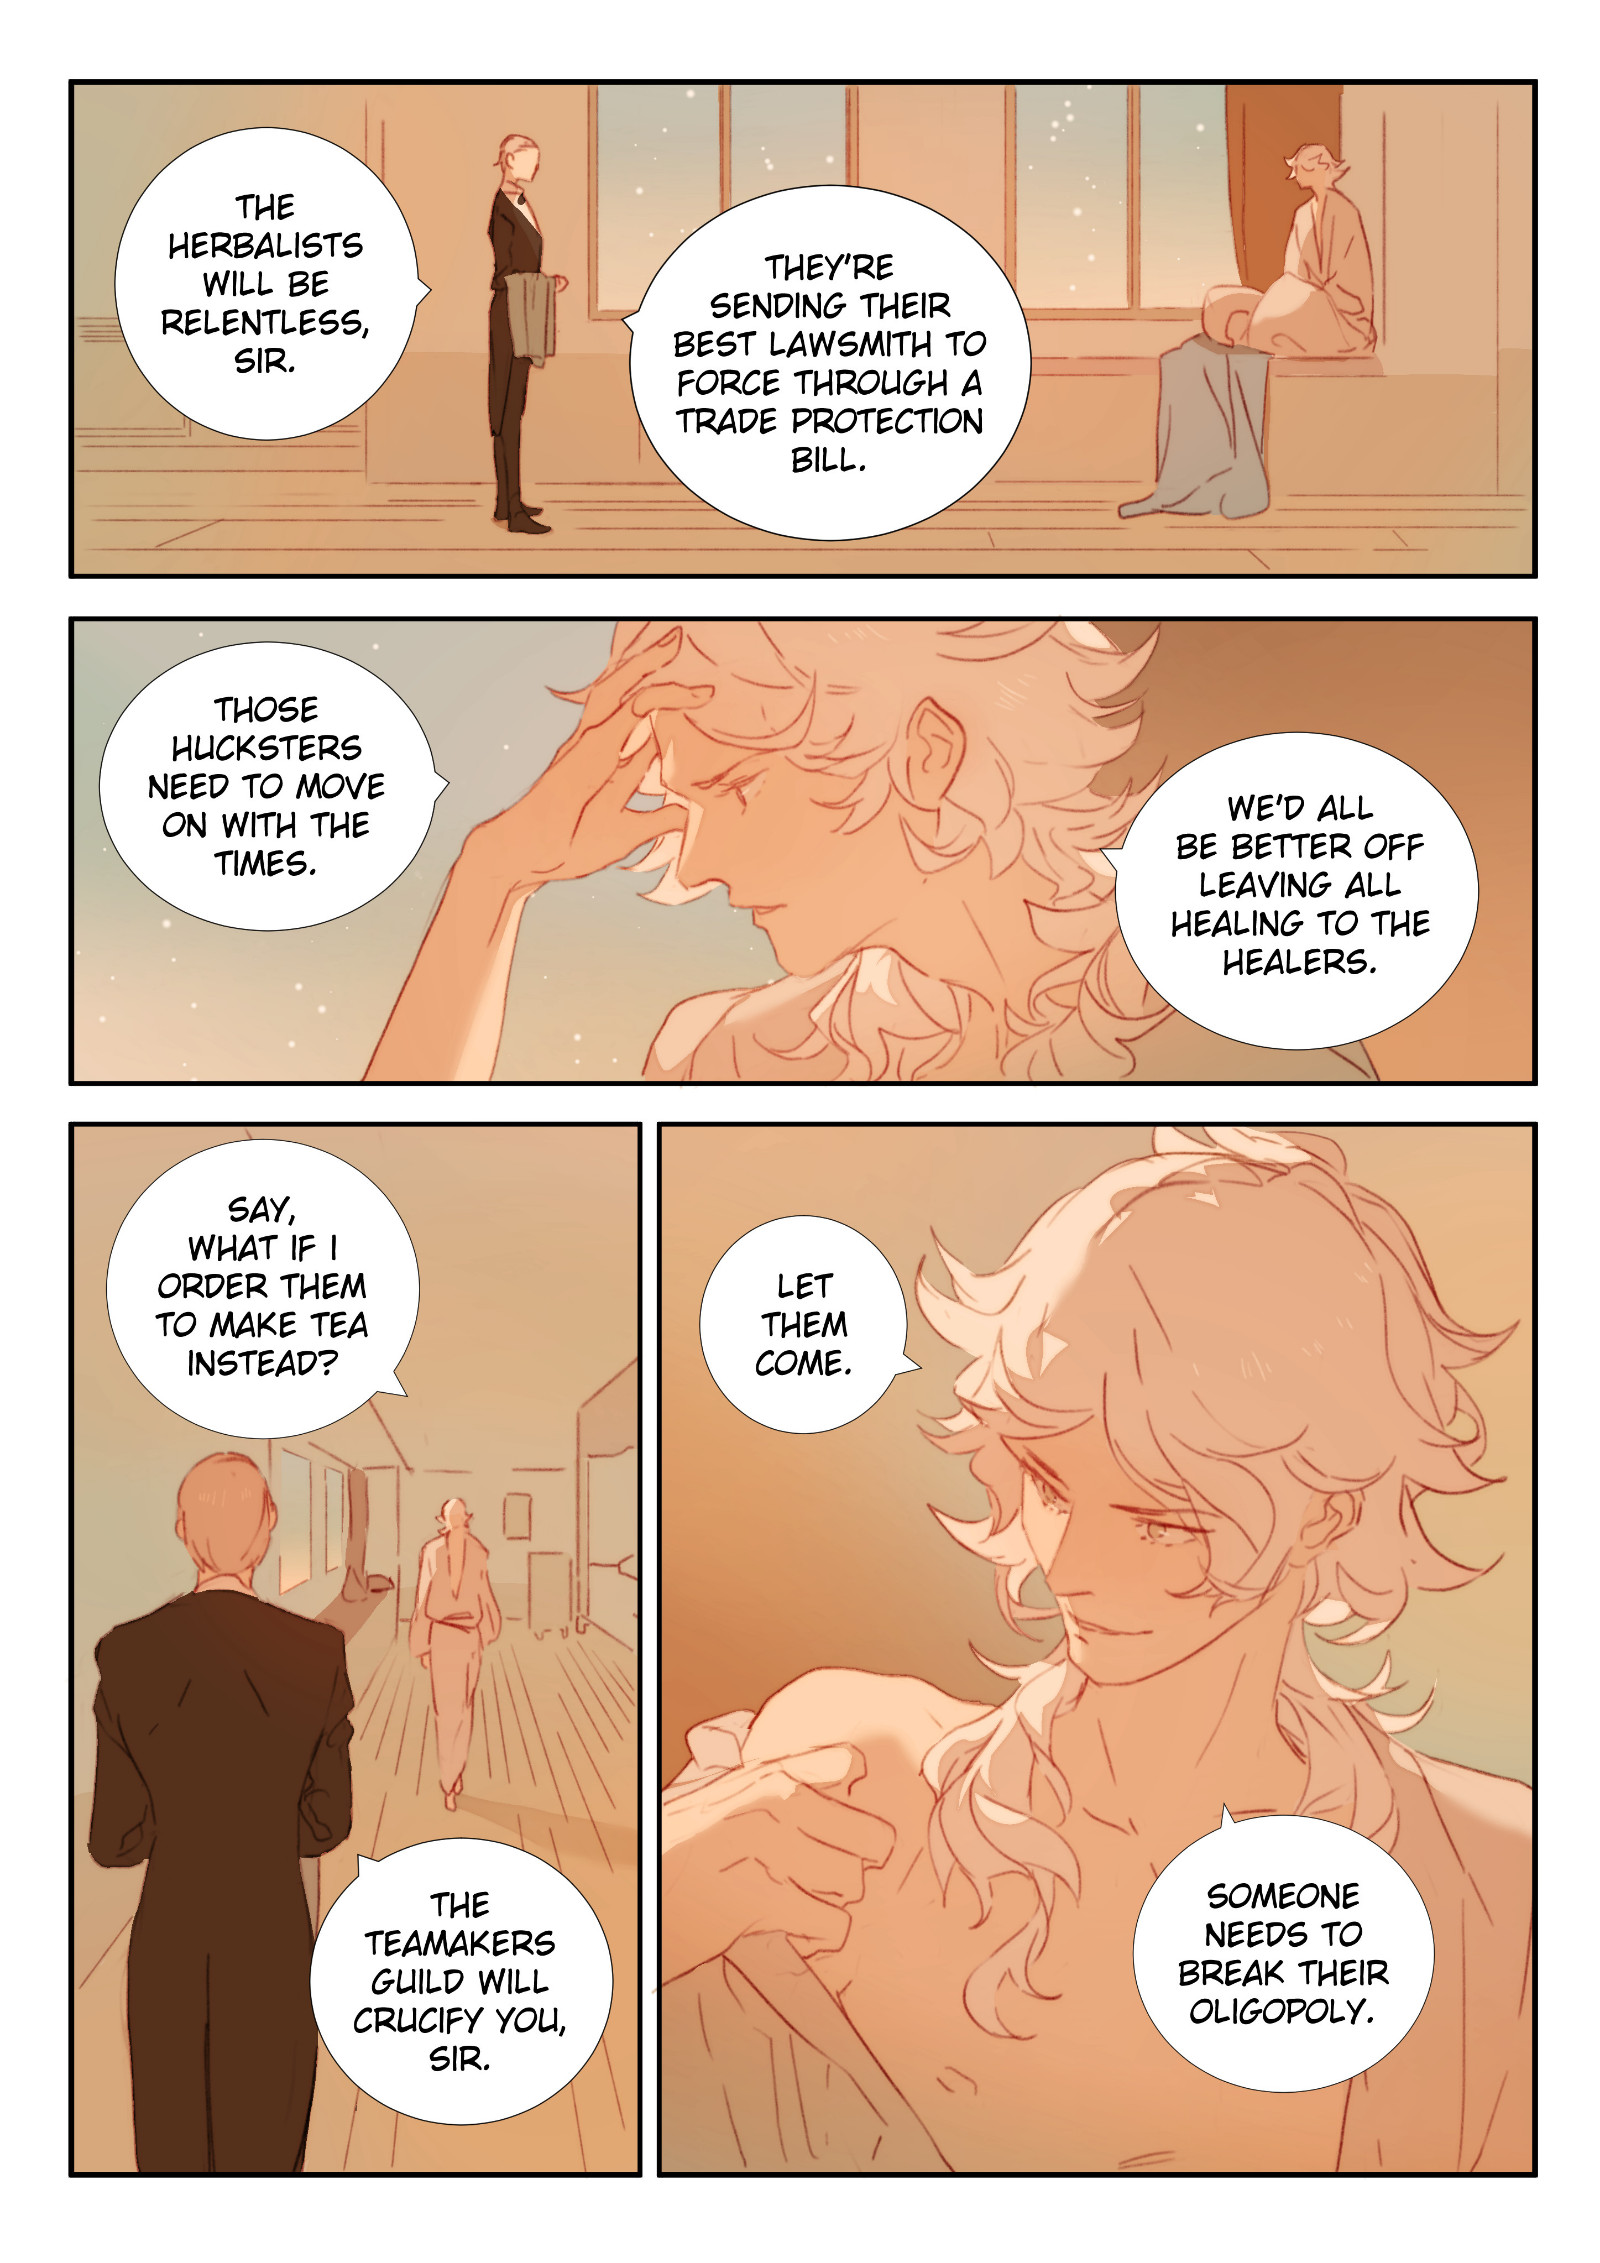 THE
HERBALISTS
WILL BE
RELENTLESS,
SIR.
THEY'RE
SENDING THEIR
BEST LAWSMITH TO
FORCE THROUGH A
TRADE PROTECTION
BILL.
THOSE
HUCKSTERS
NEED TO MOVE
ON WITH THE
TIMES.
WE'D ALL
BE BETTER OFF
LEAVING ALL
HEALING TO THE
HEALERS.
SAY,
WHAT IF I
ORDER THEM
TO MAKE TEA
INSTEAD?
THE
TEAMAKERS
GUILD WILL
CRUCIFY YOU,
SIR.
LET
THEM
COME.
SOMEONE
NEEDS TO
BREAK THEIR
OLIGOPOLY.